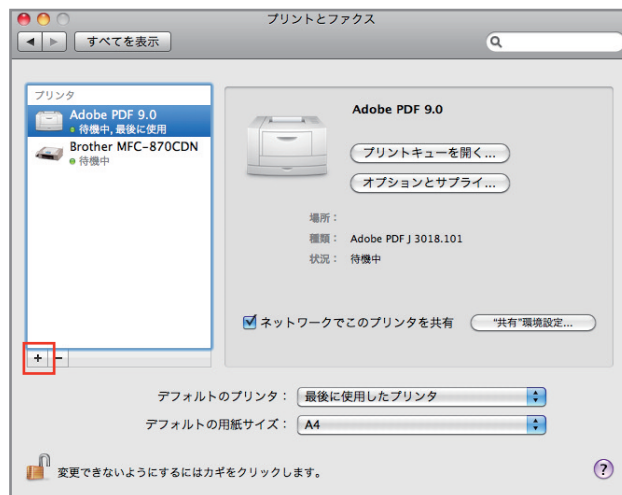 プリントとファクス
すべてを表示
プリンタ
Adobe PDF 9.0
待機中, 最後に使用
Brother MFC-870CDN
待機中
Adobe PDF 9.0
プリントキューを開く...
オプションとサプライ...
場所：
種類： Adobe PDF J 3018.101
状況： 待機中
ネットワークでこのプリンタを共有
"共有"環境設定...
+ −
デフォルトのプリンタ： 最後に使用したプリンタ
デフォルトの用紙サイズ： A4
変更できないようにするにはカギをクリックします。
?